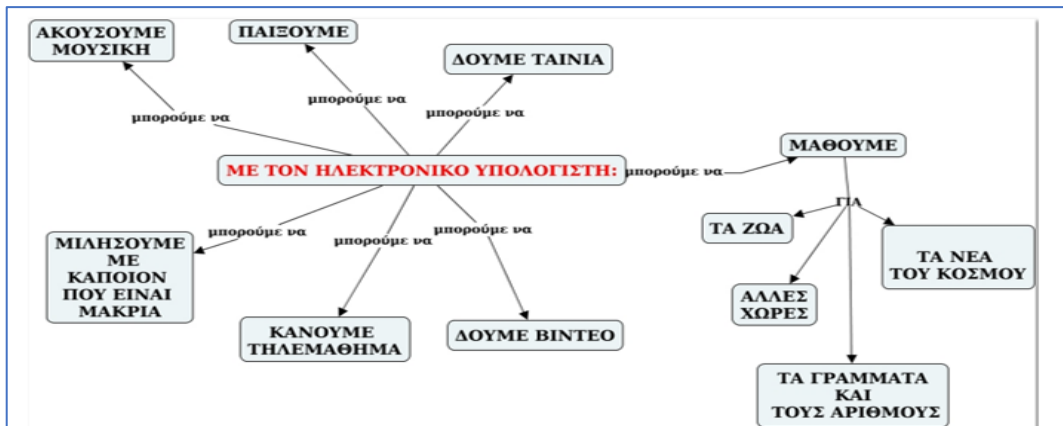 ΑΚΟΥΣΟΥΜΕ
ΜΟΥΣΙΚΗ
ΠΑΙΞΟΥΜΕ
ΔΟΥΜΕ ΤΑΙΝΙΑ
μπορούμε να
μπορούμε να
μπορούμε να
ΜΕ ΤΟΝ ΗΛΕΚΤΡΟΝΙΚΟ ΥΠΟΛΟΓΙΣΤΗ:
μπορούμε να
ΜΑΘΟΥΜΕ
ΓΙΑ
ΤΑ ΖΩΑ
ΤΑ ΝΕΑ
ΤΟΥ ΚΟΣΜΟΥ
ΑΛΛΕΣ
ΧΩΡΕΣ
ΤΑ ΓΡΑΜΜΑΤΑ
ΚΑΙ
ΤΟΥΣ ΑΡΙΘΜΟΥΣ
μπορούμε να
μπορούμε να
μπορούμε να
ΜΙΛΗΣΟΥΜΕ
ΜΕ
ΚΑΠΟΙΟΝ
ΠΟΥ ΕΙΝΑΙ
ΜΑΚΡΙΑ
ΚΑΝΟΥΜΕ
ΤΗΛΕΜΑΘΗΜΑ
ΔΟΥΜΕ ΒΙΝΤΕΟ